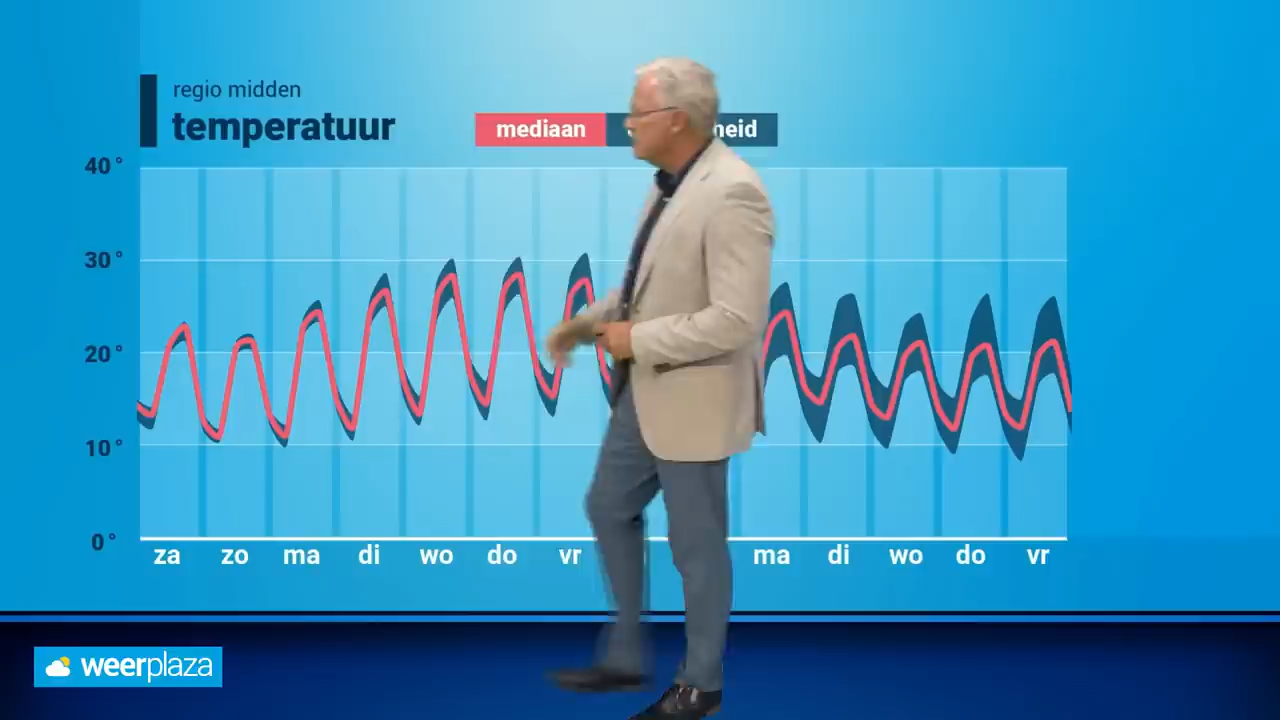 regio midden
temperatuur
mediaan
40°
30°
20°
10°
0°
za zo ma di wo do vr ma di wo do vr
weerplaza